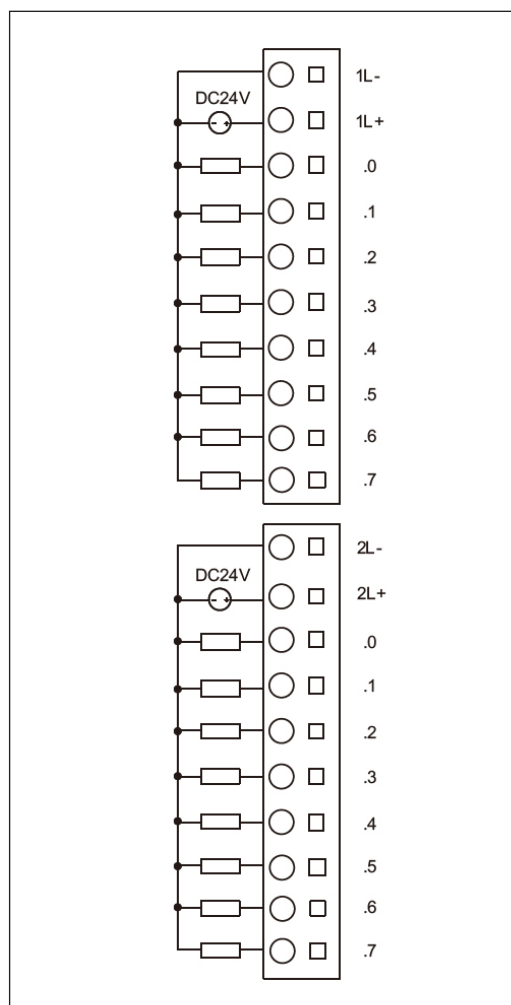 1L-
DC24V
1L+
.0
.1
.2
.3
.4
.5
.6
.7
2L-
DC24V
2L+
.0
.1
.2
.3
.4
.5
.6
.7